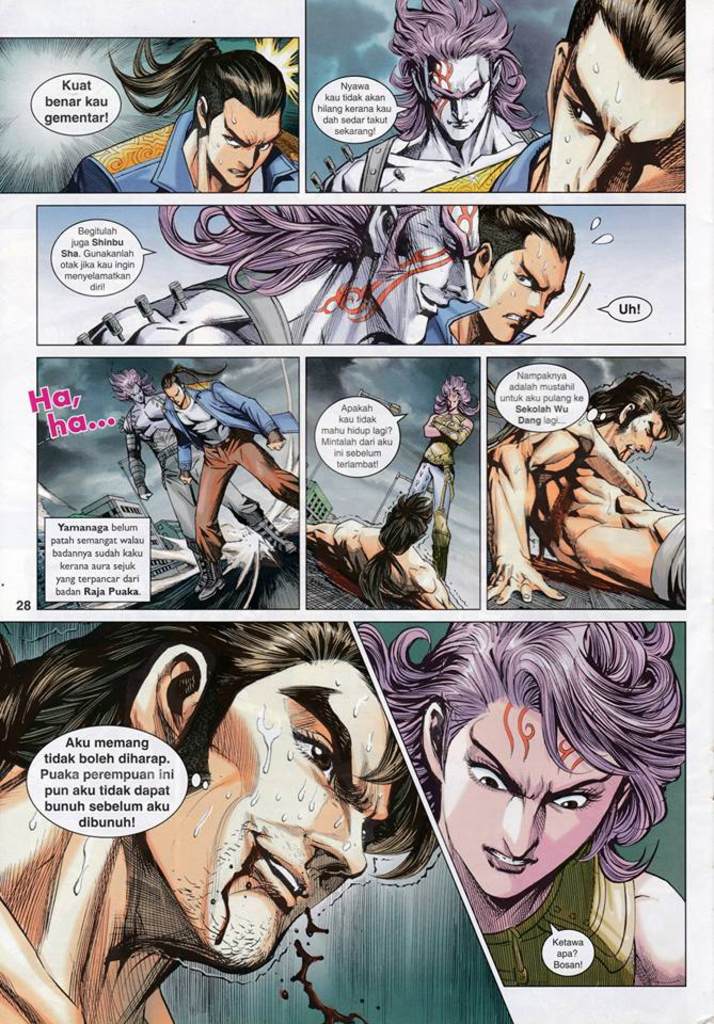 Kuat
benar kau
gementar!
Nyawa
kau tidak akan
hilang kerana kau
dah sedar takut
sekarang!
Begitulah
juga Shinbu
Sha. Gunakanlah
otak jika kau ingin
menyelamatkan
diri!
Uh!
Ha,
ha...
Yamanaga belum
patah semangat walau
badannya sudah kaku
kerana aura sejuk
yang terpancar dari
badan Raja Puaka.
Apakah
kau tidak
mahu hidup lagi?
Mintalah dari aku
sebelum
terlambat!
Nampaknya
adalah mustahil
untuk aku pulang ke
Sekolah Wu
Dang lagi...
28
Aku memang
tidak boleh diharap.
Puaka perempuan ini
pun aku tidak dapat
bunuh sebelum aku
dibunuh!
Ketawa
apa?
Bosan!